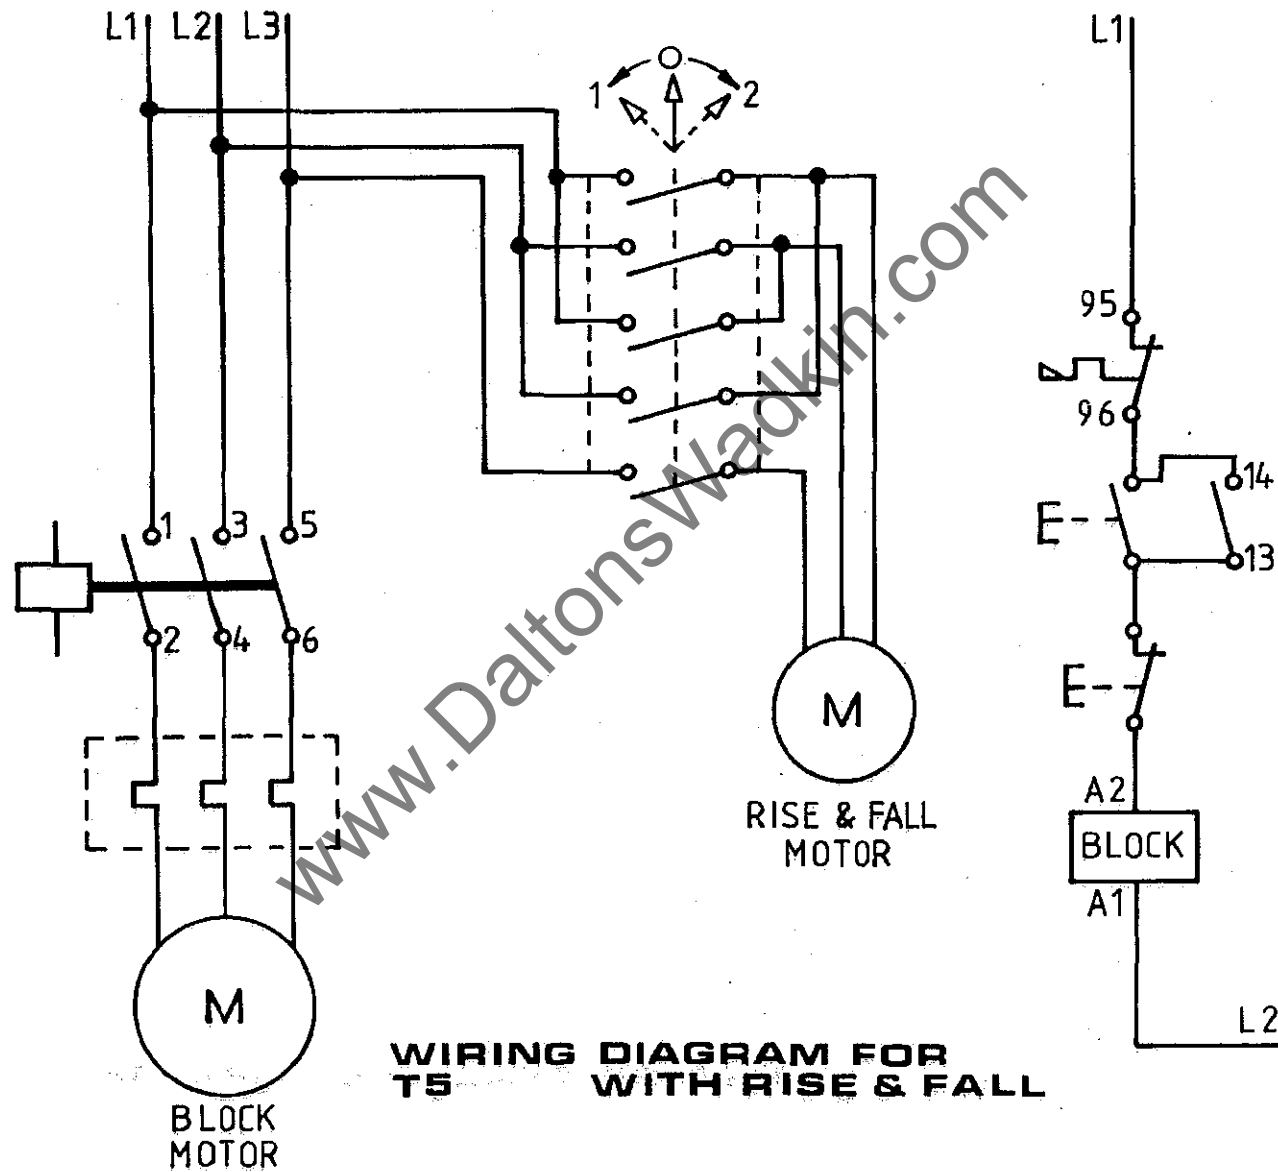 L1 L2 L3
L1
1 2
95
96
14
13
1 3 5
2 4 6
M
RISE & FALL
MOTOR
A2
BLOCK
A1
L2
M
BLOCK
MOTOR
WIRING DIAGRAM FOR
T5 WITH RISE & FALL
www.DaltonsWadkin.com